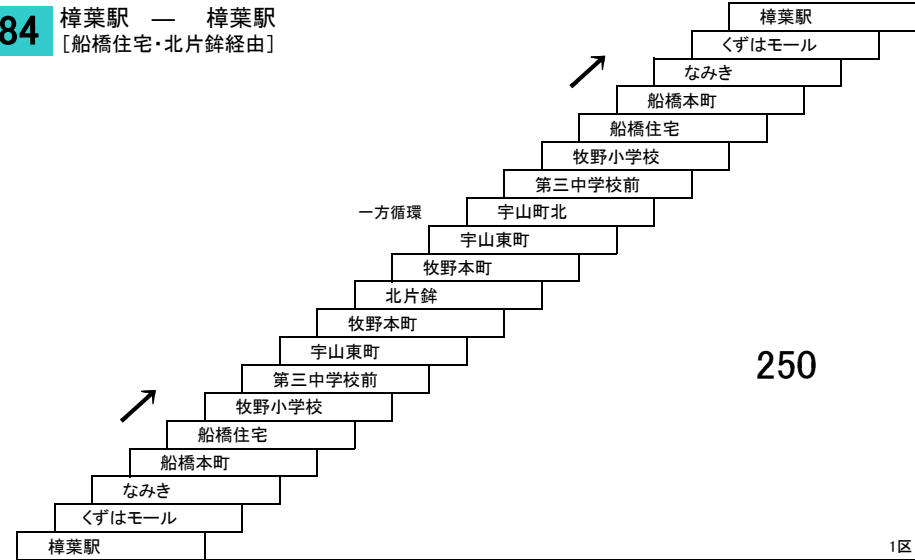 84
樟葉駅 ― 樟葉駅
[船橋住宅・北片鉾経由]
樟葉駅
くずはモール
なみき
船橋本町
船橋住宅
牧野小学校
第三中学校前
一方循環
宇山町北
宇山東町
牧野本町
北片鉾
牧野本町
宇山東町
250
第三中学校前
牧野小学校
船橋住宅
船橋本町
なみき
くずはモール
樟葉駅
1区